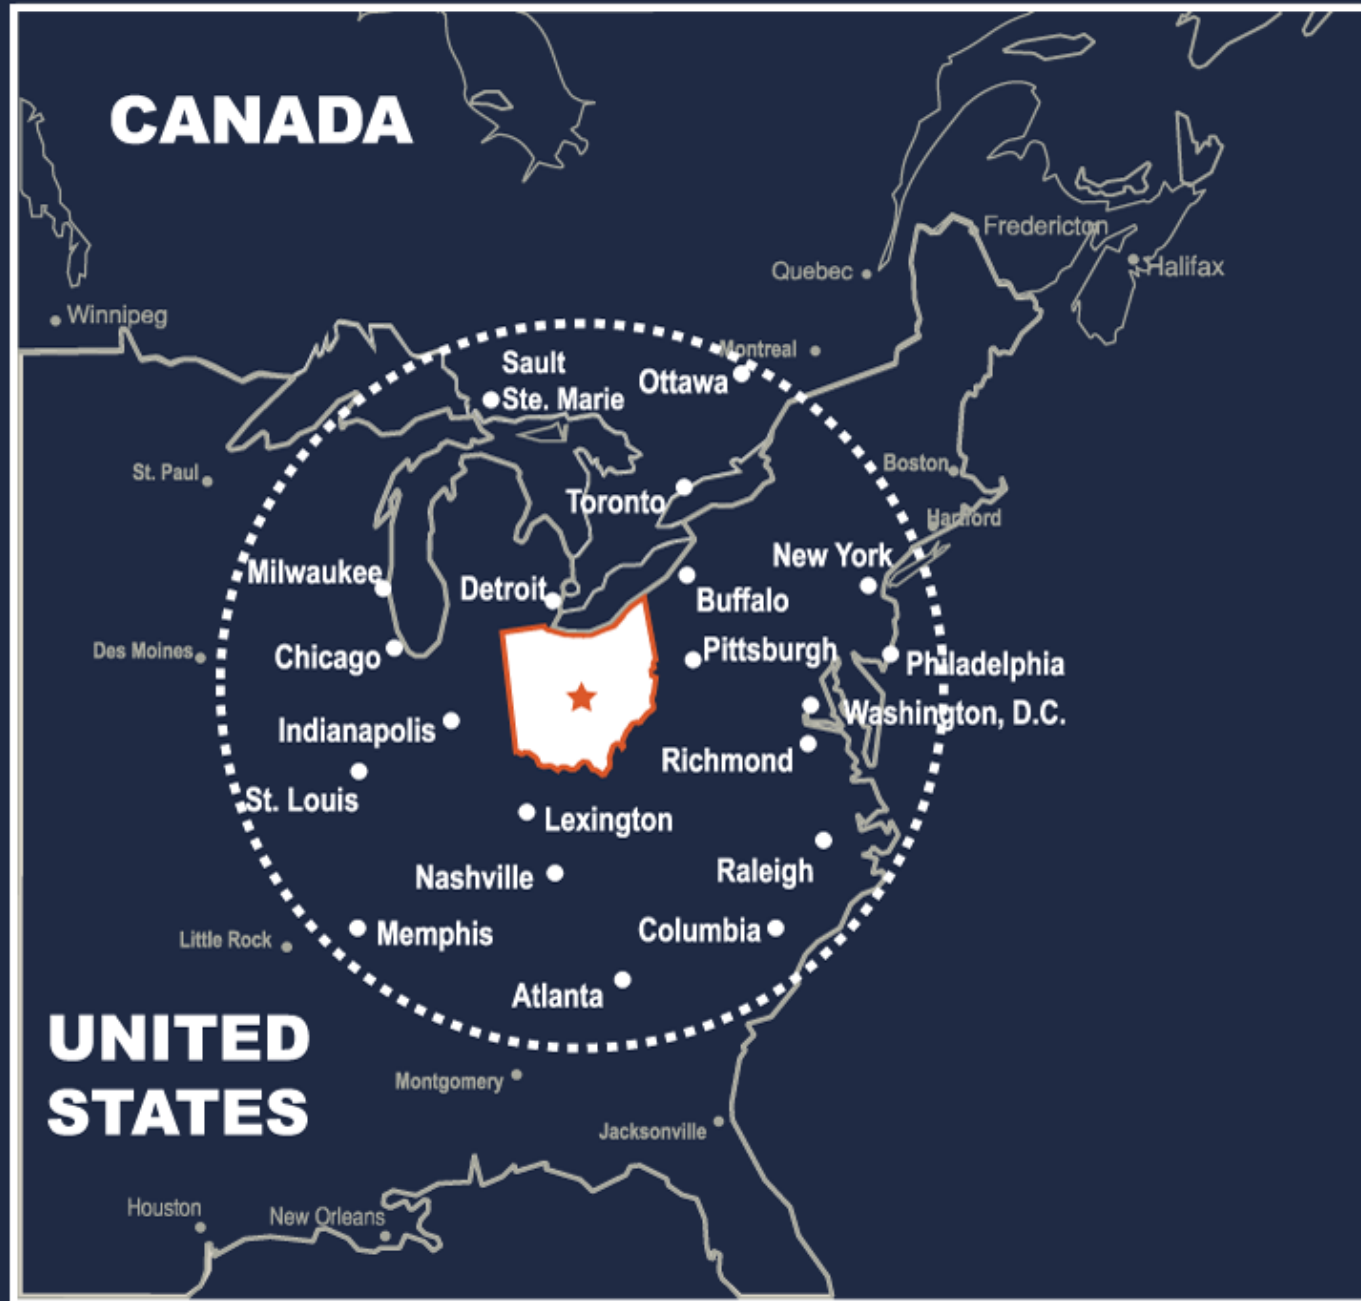 CANADA
Fredericton
Quebec
Halifax
Winnipeg
Montreal
Sault
Ste. Marie
Ottawa
St. Paul
Boston
Toronto
Hartford
New York
Milwaukee
Detroit
Buffalo
Des Moines
Chicago
Pittsburgh
Philadelphia
Washington, D.C.
Indianapolis
Richmond
St. Louis
Lexington
Nashville
Raleigh
Little Rock
Memphis
Columbia
Atlanta
UNITED
STATES
Montgomery
Jacksonville
Houston
New Orleans